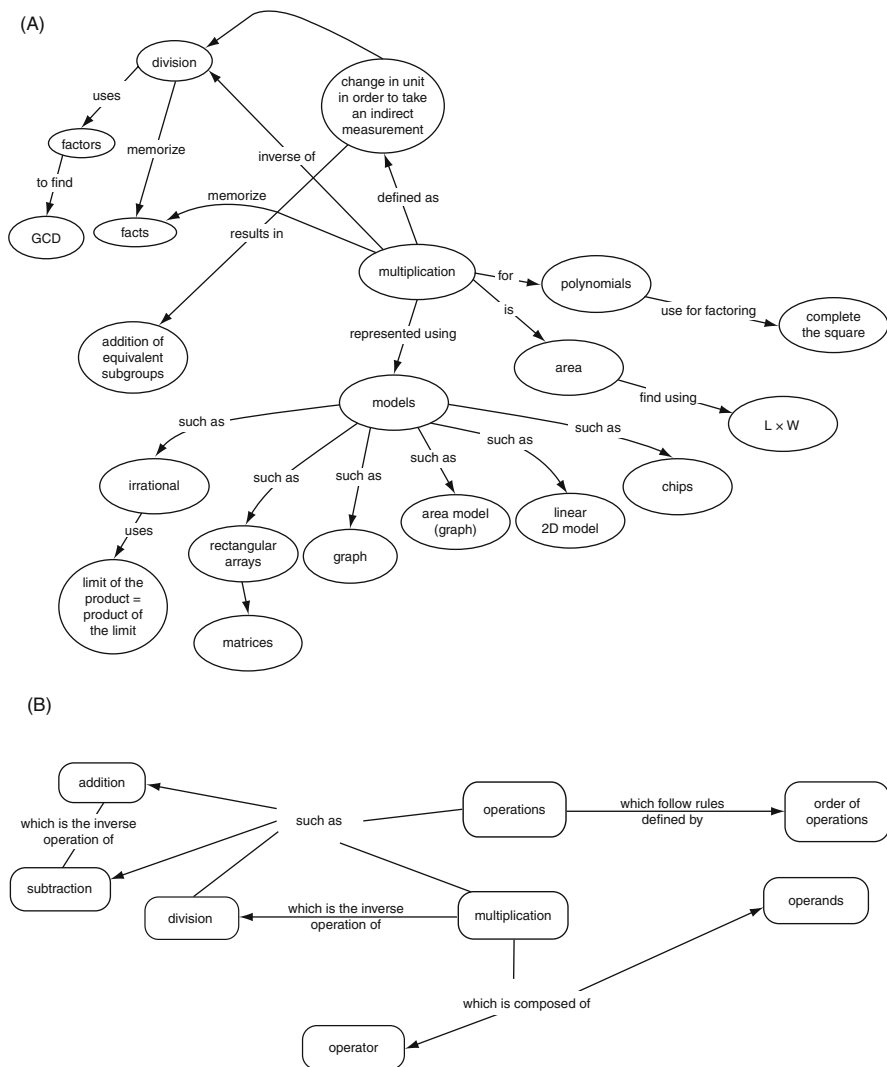 (A)
division
change in unit
in order to take
an indirect
measurement
uses
factors
memorize
inverse of
to find
memorize
defined as
GCD
facts
results in
multiplication
for
polynomials
is
use for factoring
complete
the square
addition of
equivalent
subgroups
represented using
area
find using
models
L × W
such as
such as
such as
such as
such as
such as
irrational
chips
area model
(graph)
linear
2D model
uses
rectangular
arrays
graph
limit of the
product =
product of
the limit
matrices
(B)
addition
operations
which follow rules
defined by
order of
operations
which is the inverse
operation of
such as
subtraction
division
which is the inverse
operation of
multiplication
operands
which is composed of
operator